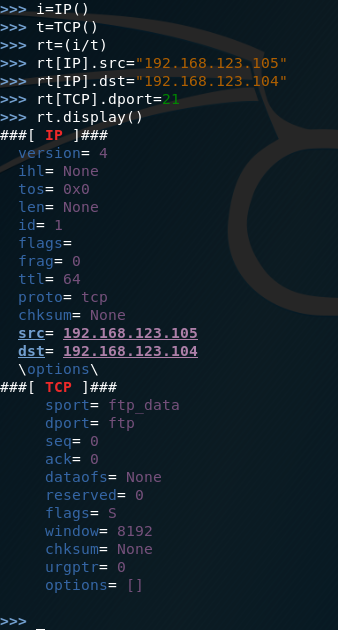 >>> i=IP()
>>> t=TCP()
>>> rt=(i/t)
>>> rt[IP].src="192.168.123.105"
>>> rt[IP].dst="192.168.123.104"
>>> rt[TCP].dport=21
>>> rt.display()
###[ IP ]###
  version= 4
  ihl= None
  tos= 0x0
  len= None
  id= 1
  flags=
  frag= 0
  ttl= 64
  proto= tcp
  chksum= None
  src= 192.168.123.105
  dst= 192.168.123.104
  \options\
###[ TCP ]###
     sport= ftp_data
     dport= ftp
     seq= 0
     ack= 0
     dataofs= None
     reserved= 0
     flags= S
     window= 8192
     chksum= None
     urgptr= 0
     options= []
>>> _